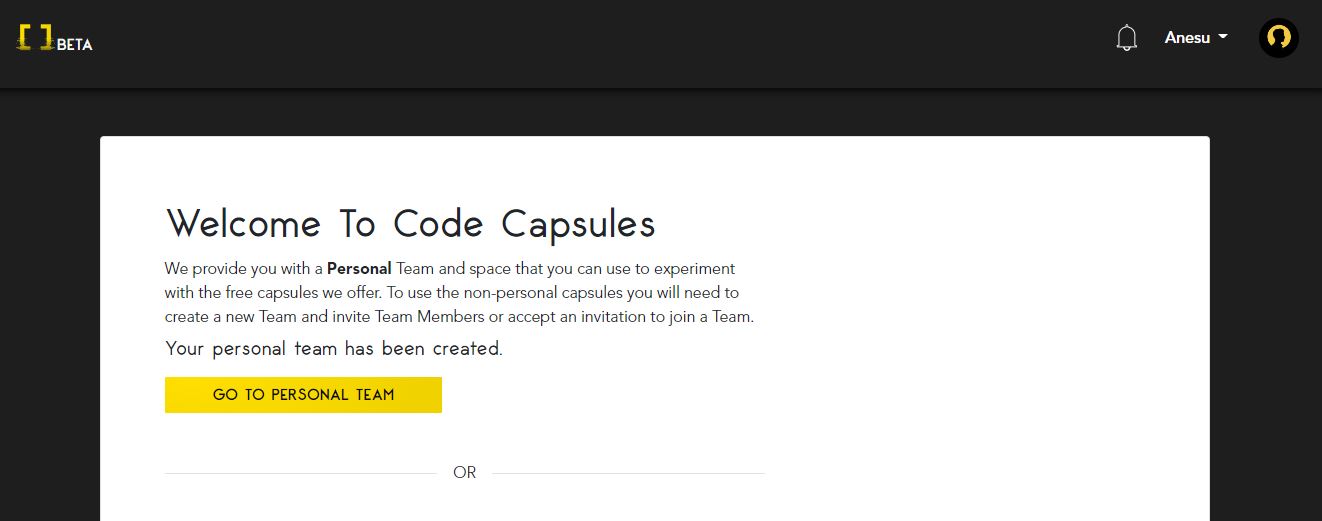 [ ] BETA
Anesu
Welcome To Code Capsules
We provide you with a Personal Team and space that you can use to experiment
with the free capsules we offer. To use the non-personal capsules you will need to
create a new Team and invite Team Members or accept an invitation to join a Team.
Your personal team has been created.
GO TO PERSONAL TEAM
OR